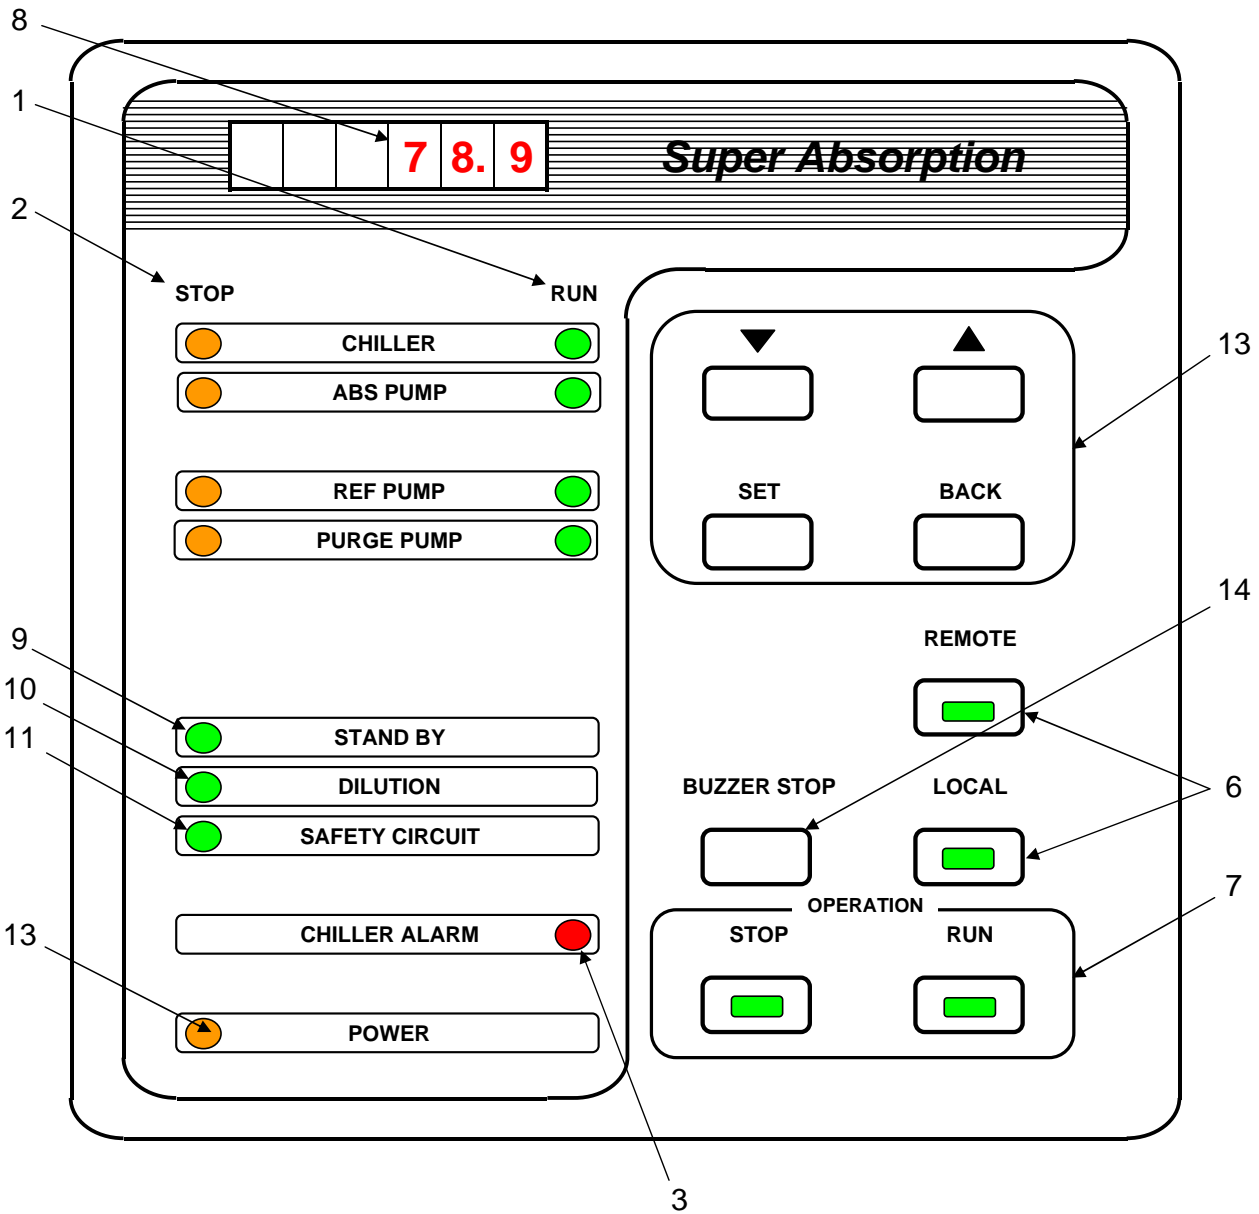 8
1
7 8. 9
Super Absorption
2
STOP RUN
CHILLER
13
ABS PUMP
REF PUMP
SET BACK
PURGE PUMP
14
9
REMOTE
10
11
STAND BY
DILUTION
BUZZER STOP LOCAL
6
SAFETY CIRCUIT
7
OPERATION
13
CHILLER ALARM
STOP RUN
POWER
3